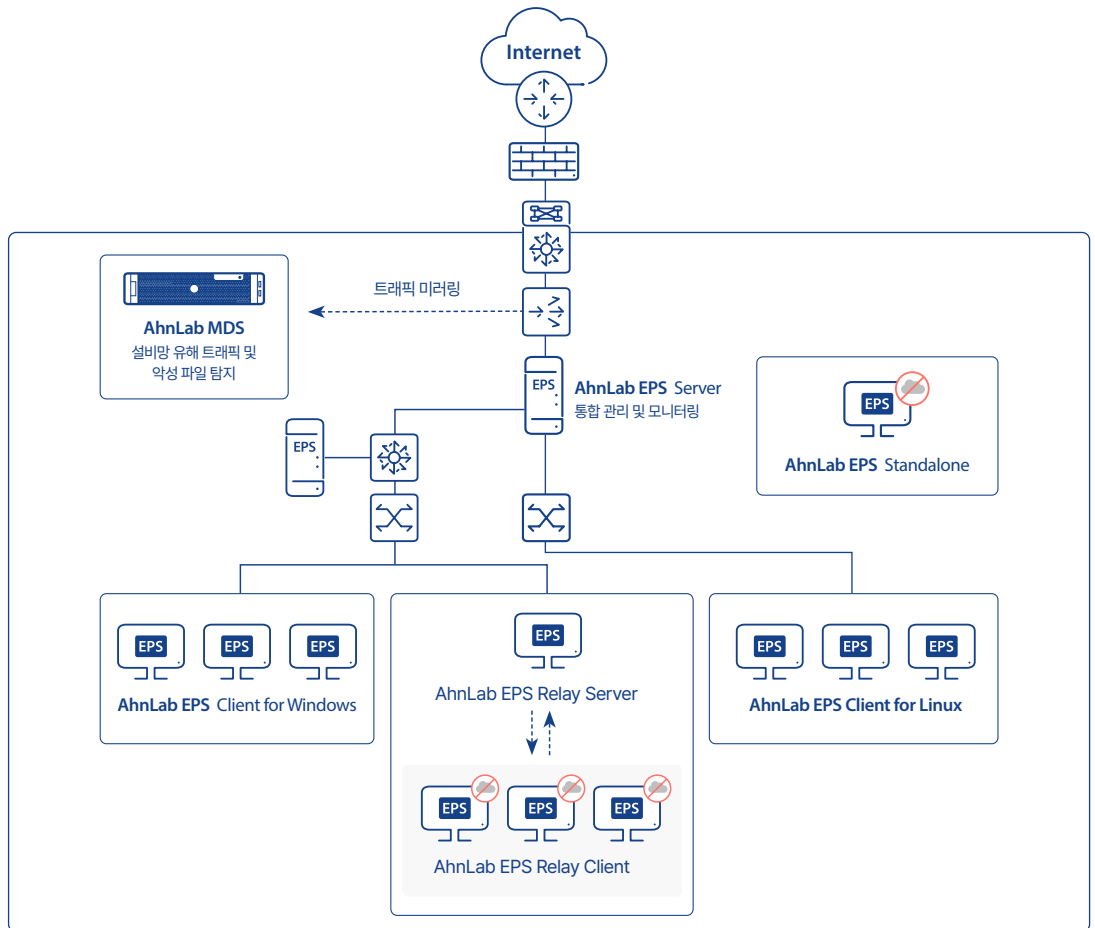 Internet
트래픽 미러링
AhnLab MDS
설비망 유해 트래픽 및
악성 파일 탐지
EPS
AhnLab EPS Server
통합 관리 및 모니터링
EPS
AhnLab EPS Standalone
EPS
EPS EPS EPS
AhnLab EPS Client for Windows
EPS
AhnLab EPS Relay Server
EPS EPS EPS
AhnLab EPS Relay Client
EPS EPS EPS
AhnLab EPS Client for Linux